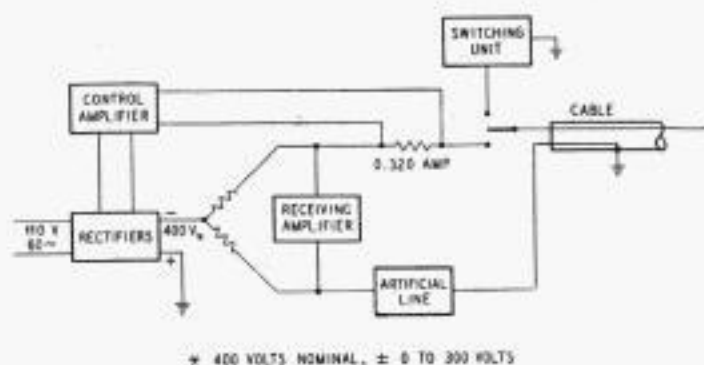 SWITCHING
UNIT
CONTROL
AMPLIFIER
CABLE
0.320 AMP
110 V
60~
RECTIFIERS
−
400 V*
+
RECEIVING
AMPLIFIER
ARTIFICIAL
LINE
* 400 VOLTS NOMINAL, ± 0 TO 300 VOLTS